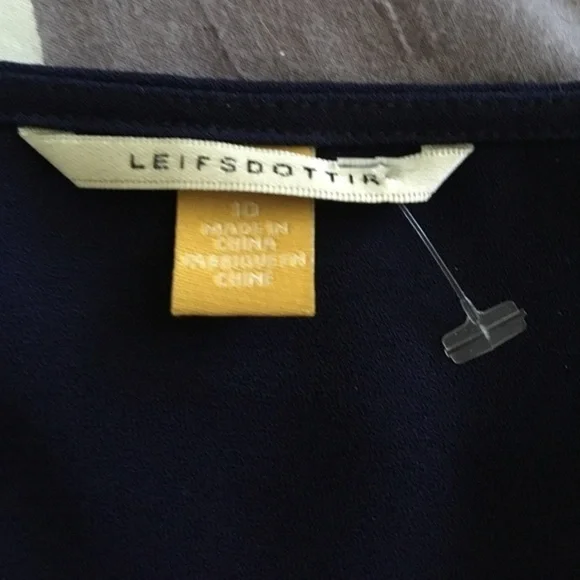 LEIFSDOTTIR
10
MADE IN
CHINA
FABRIQUE EN
CHINE